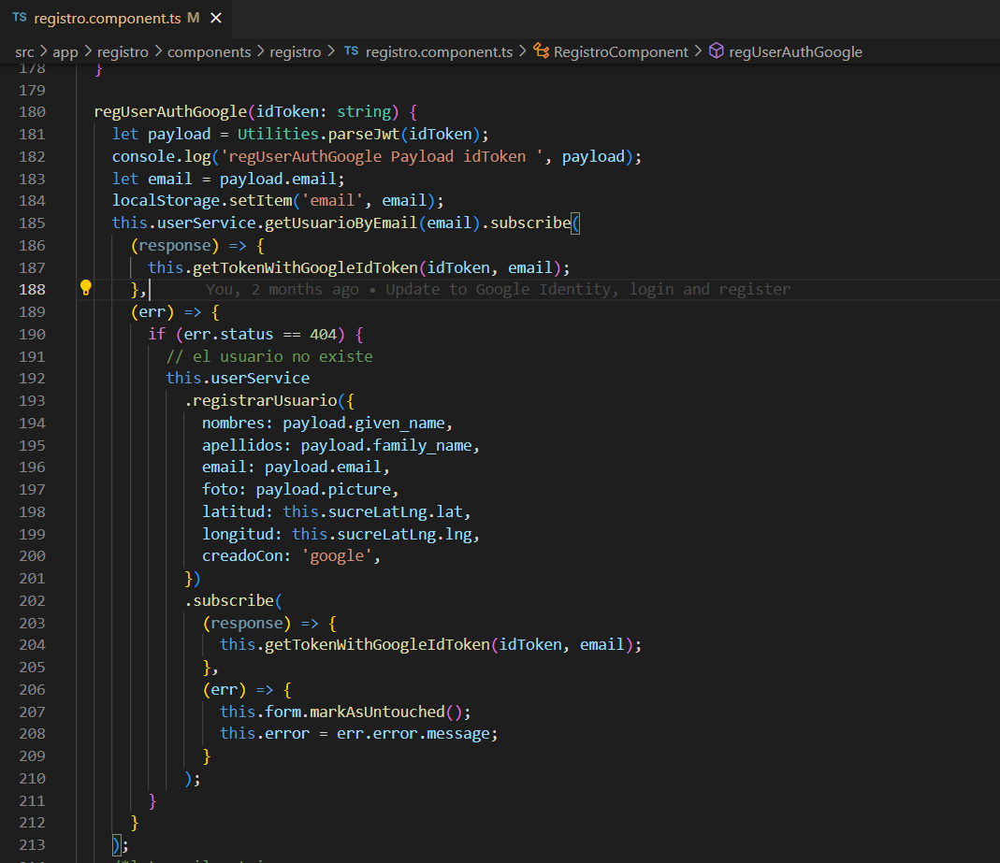 TS registro.component.ts M ×
src > app > registro > components > registro > TS registro.component.ts > RegistroComponent > regUserAuthGoogle
178 }
179
180 regUserAuthGoogle(idToken: string) {
181 let payload = Utilities.parseJwt(idToken);
182 console.log('regUserAuthGoogle Payload idToken ', payload);
183 let email = payload.email;
184 localStorage.setItem('email', email);
185 this.userService.getUsuarioByEmail(email).subscribe(
186 (response) => {
187 this.getTokenWithGoogleIdToken(idToken, email);
188 }, You, 2 months ago • Update to Google Identity, login and register
189 (err) => {
190 if (err.status == 404) {
191 // el usuario no existe
192 this.userService
193 .registrarUsuario({
194 nombres: payload.given_name,
195 apellidos: payload.family_name,
196 email: payload.email,
197 foto: payload.picture,
198 latitud: this.sucreLatLng.lat,
199 longitud: this.sucreLatLng.lng,
200 creadoCon: 'google',
201 })
202 .subscribe(
203 (response) => {
204 this.getTokenWithGoogleIdToken(idToken, email);
205 },
206 (err) => {
207 this.form.markAsUntouched();
208 this.error = err.error.message;
209 }
210 );
211 }
212 }
213 );